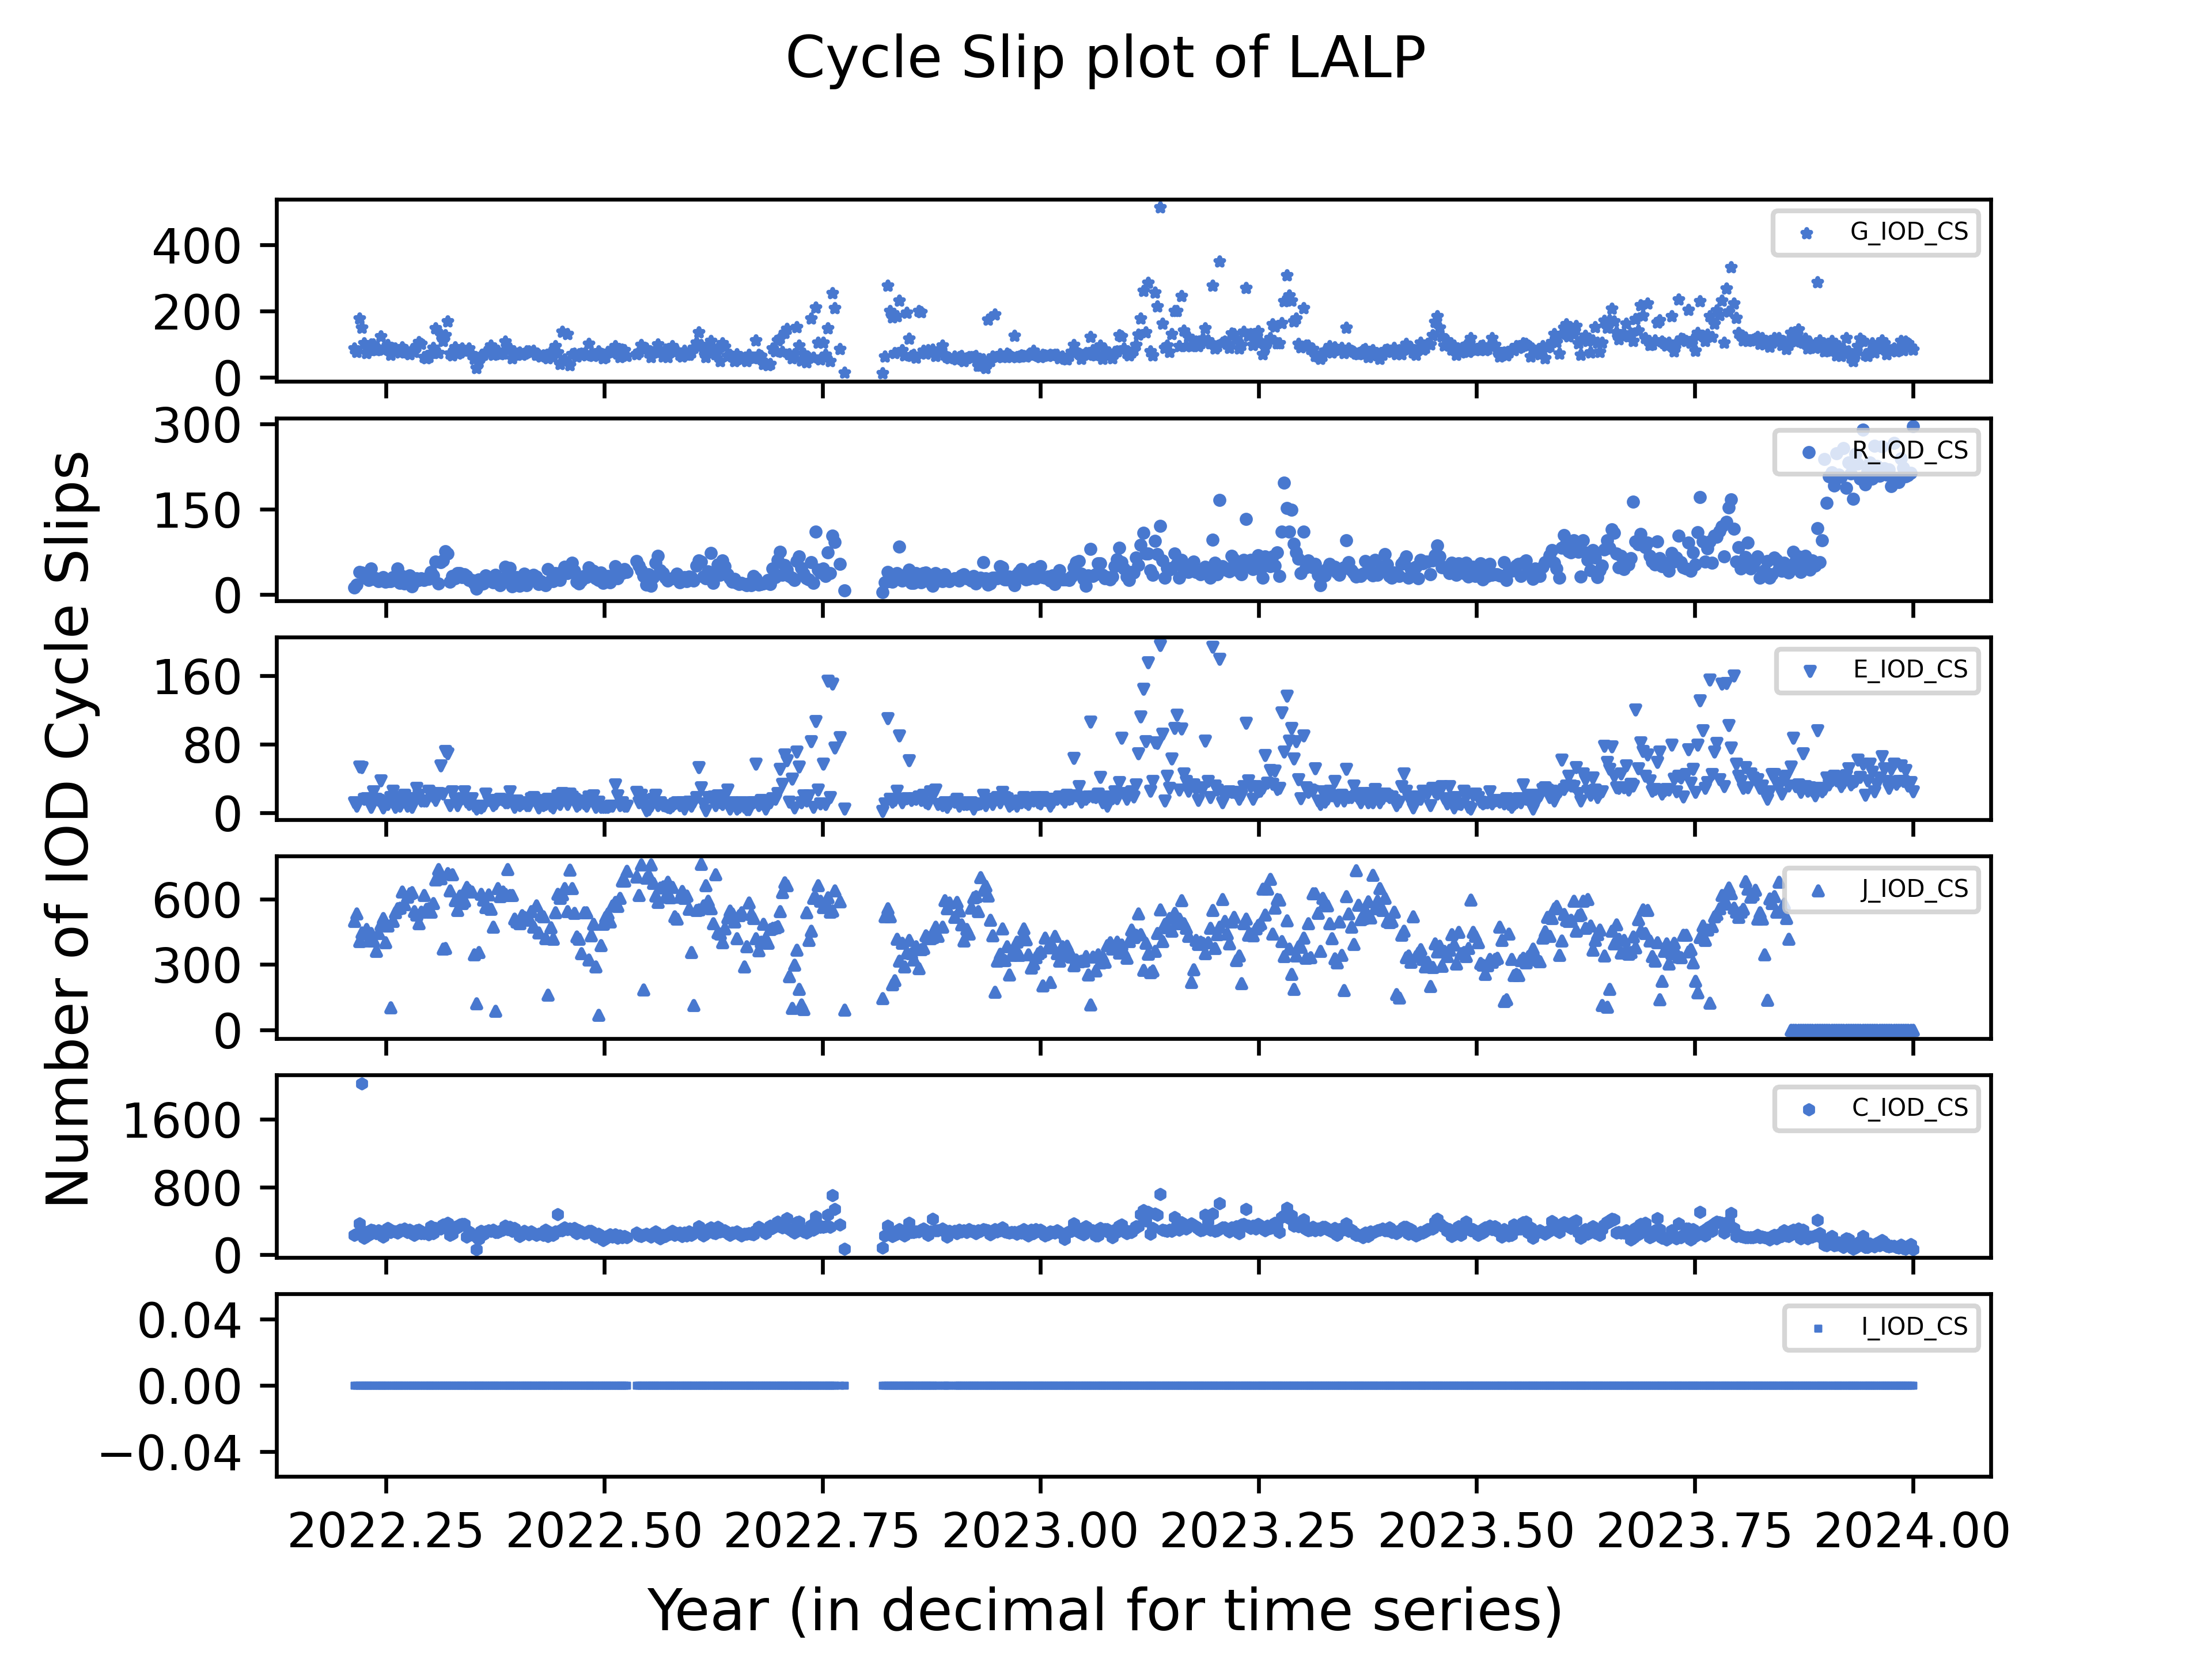 Cycle Slip plot of LALP
Number of IOD Cycle Slips
400
200
0
G_IOD_CS
300
150
0
R_IOD_CS
160
80
0
E_IOD_CS
600
300
0
J_IOD_CS
1600
800
0
C_IOD_CS
0.04
0.00
−0.04
I_IOD_CS
2022.25 2022.50 2022.75 2023.00 2023.25 2023.50 2023.75 2024.00
Year (in decimal for time series)